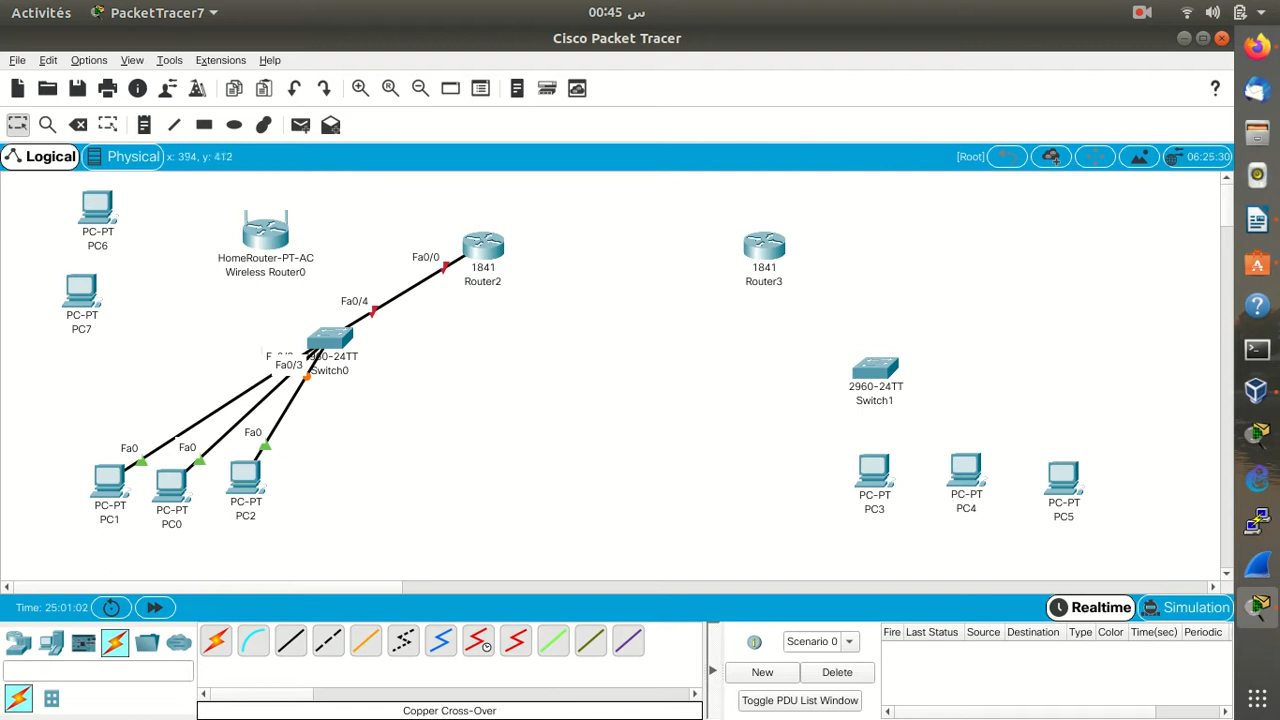 Activités
PacketTracer7
00:45 س
Cisco Packet Tracer
File Edit Options View Tools Extensions Help
?
Logical
Physical
x: 394, y: 412
[Root]
06:25:30
PC-PT
PC6
HomeRouter-PT-AC
Wireless Router0
Fa0/0
1841
Router2
1841
Router3
PC-PT
PC7
Fa0/4
Fa0/3
2960-24TT
Switch0
2960-24TT
Switch1
Fa0
Fa0
Fa0
PC-PT
PC1
PC-PT
PC0
PC-PT
PC2
PC-PT
PC3
PC-PT
PC4
PC-PT
PC5
Time: 25:01:02
Realtime
Simulation
Scenario 0
New
Delete
Toggle PDU List Window
Fire Last Status Source Destination Type Color Time(sec) Periodic
Copper Cross-Over